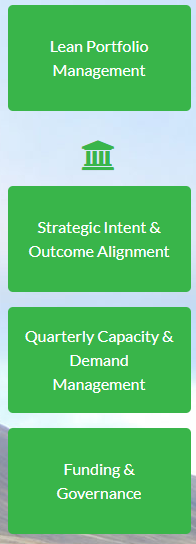 Lean Portfolio
Management
Strategic Intent &
Outcome Alignment
Quarterly Capacity &
Demand
Management
Funding &
Governance